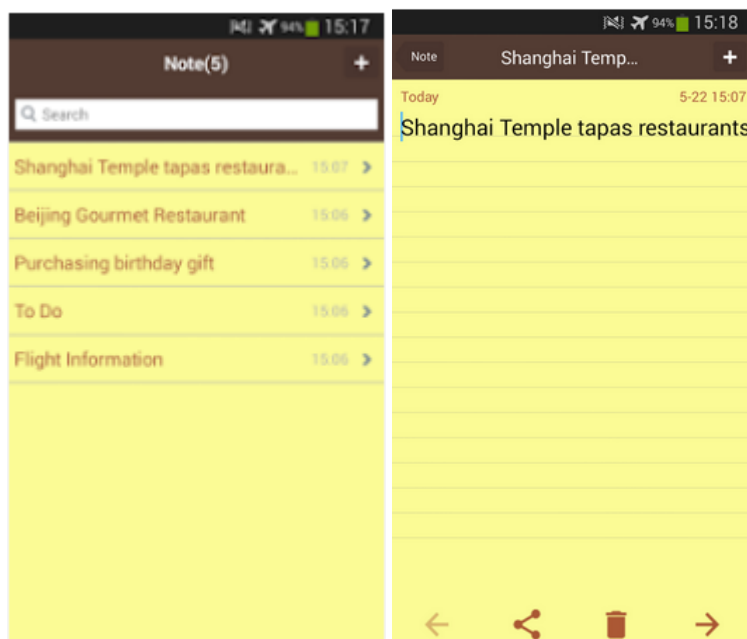 94% 15:17
Note(5)
+
Search
Shanghai Temple tapas restaura... 15:07
Beijing Gourmet Restaurant 15:06
Purchasing birthday gift 15:06
To Do 15:06
Flight Information 15:06
94% 15:18
Note Shanghai Temp... +
Today 5-22 15:07
Shanghai Temple tapas restaurants